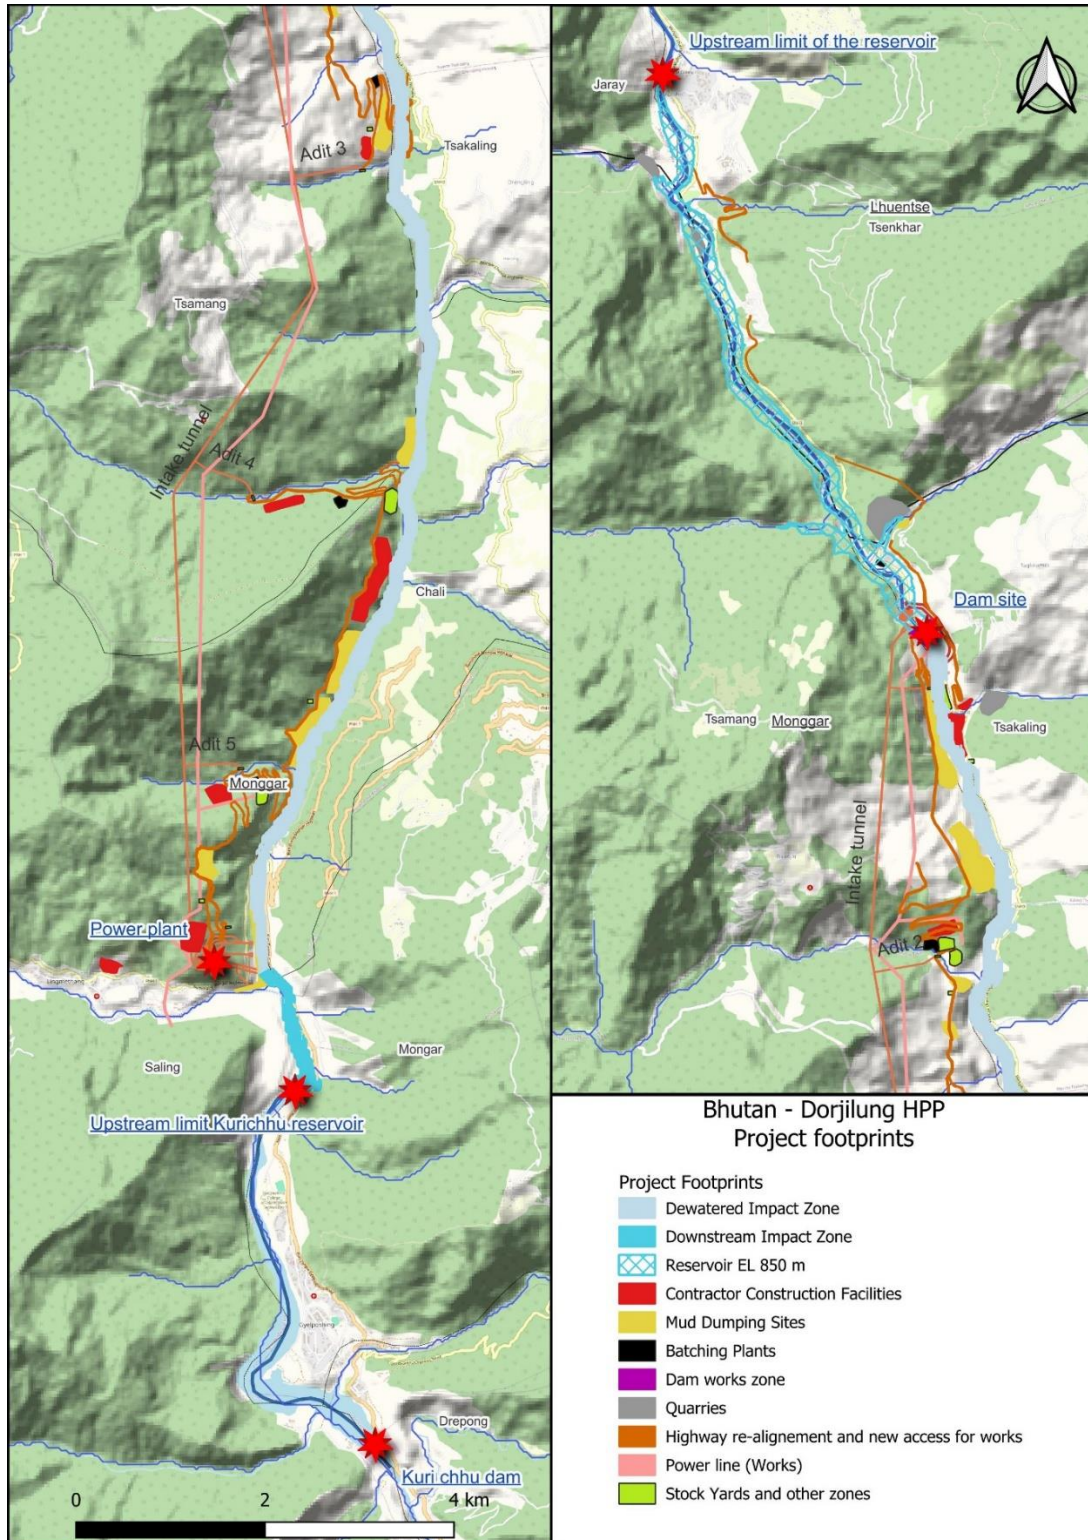 Adit 3
Tsakaling
Tsamang
Intake tunnel
Adit 4
Chali
Adit 5
Monggar
Power plant
Saling
Mongar
Upstream limit Kurichhu reservoir
Drepong
Kuri chhu dam
0 2 4 km
Upstream limit of the reservoir
Jaray
Lhuentse
Tsenkhar
Dam site
Tsamang Monggar
Tsakaling
Intake tunnel
Adit 2
Bhutan - Dorjilung HPP
Project footprints
Project Footprints
Dewatered Impact Zone
Downstream Impact Zone
Reservoir EL 850 m
Contractor Construction Facilities
Mud Dumping Sites
Batching Plants
Dam works zone
Quarries
Highway re-alignement and new access for works
Power line (Works)
Stock Yards and other zones